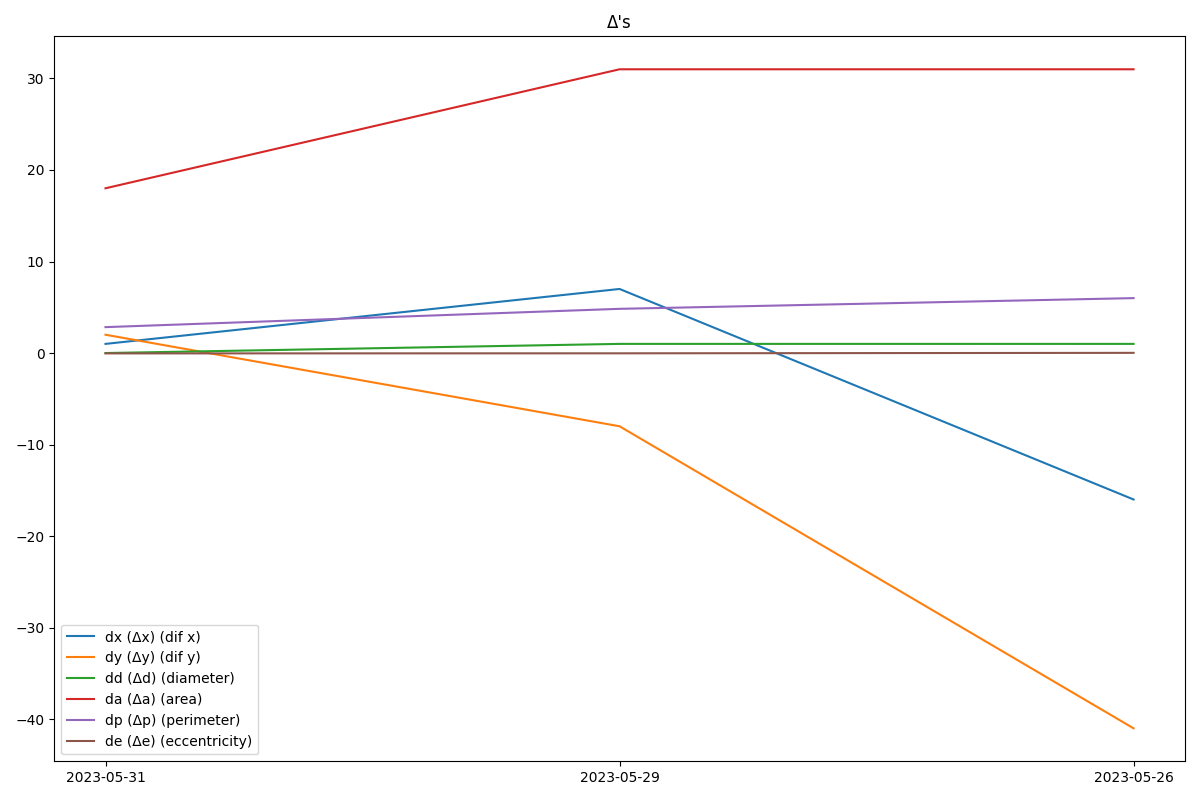 Δ's
30
20
10
0
−10
−20
−30
−40
dx (Δx) (dif x)
dy (Δy) (dif y)
dd (Δd) (diameter)
da (Δa) (area)
dp (Δp) (perimeter)
de (Δe) (eccentricity)
2023-05-31 2023-05-29 2023-05-26